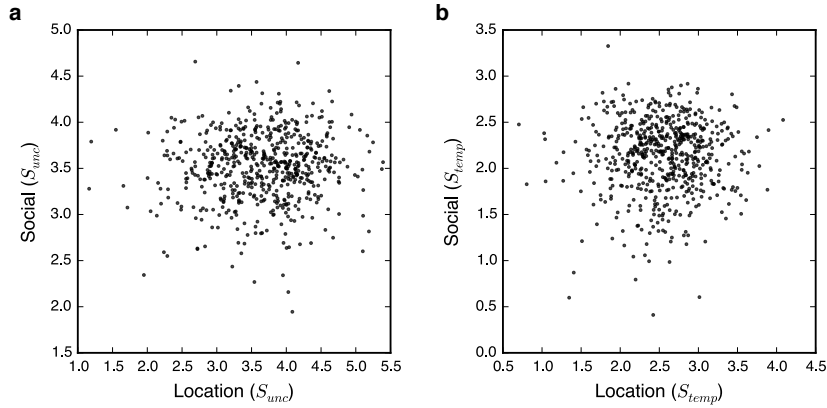 a
5.0
4.5
4.0
3.5
3.0
2.5
2.0
1.5
Social (S_unc)
1.0 1.5 2.0 2.5 3.0 3.5 4.0 4.5 5.0 5.5
Location (S_unc)
b
3.5
3.0
2.5
2.0
1.5
1.0
0.5
0.0
Social (S_temp)
0.5 1.0 1.5 2.0 2.5 3.0 3.5 4.0 4.5
Location (S_temp)